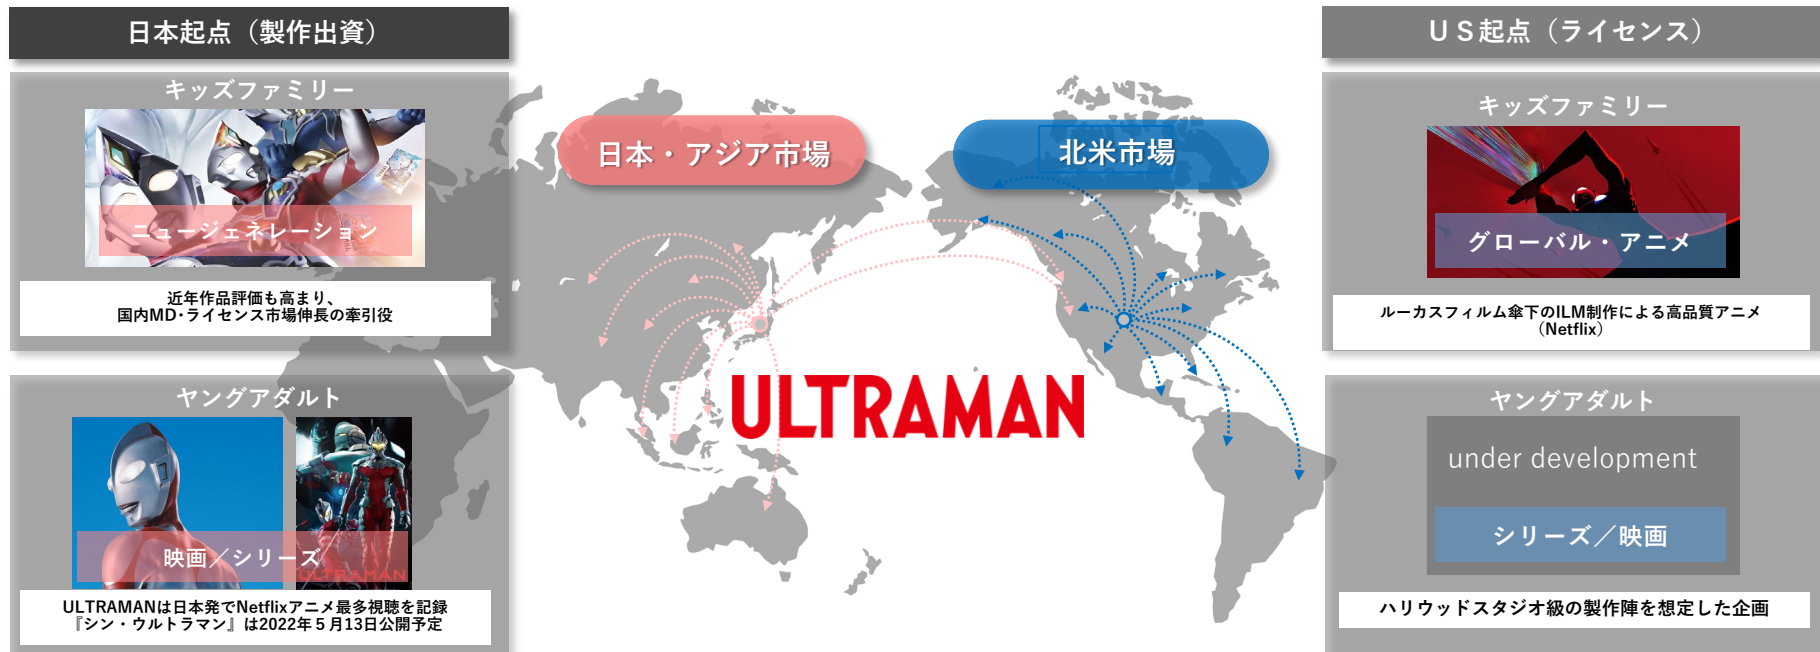 日本起点（製作出資）
キッズファミリー
ニュージェネレーション
近年作品評価も高まり、
国内MD・ライセンス市場伸長の牽引役
ヤングアダルト
ULTRAMAN
映画／シリーズ
ULTRAMANは日本発でNetflixアニメ最多視聴を記録
『シン・ウルトラマン』は2022年５月13日公開予定
日本・アジア市場
北米市場
ULTRAMAN
ＵＳ起点（ライセンス）
キッズファミリー
グローバル・アニメ
ルーカスフィルム傘下のILM制作による高品質アニメ
（Netflix）
ヤングアダルト
under development
シリーズ／映画
ハリウッドスタジオ級の製作陣を想定した企画